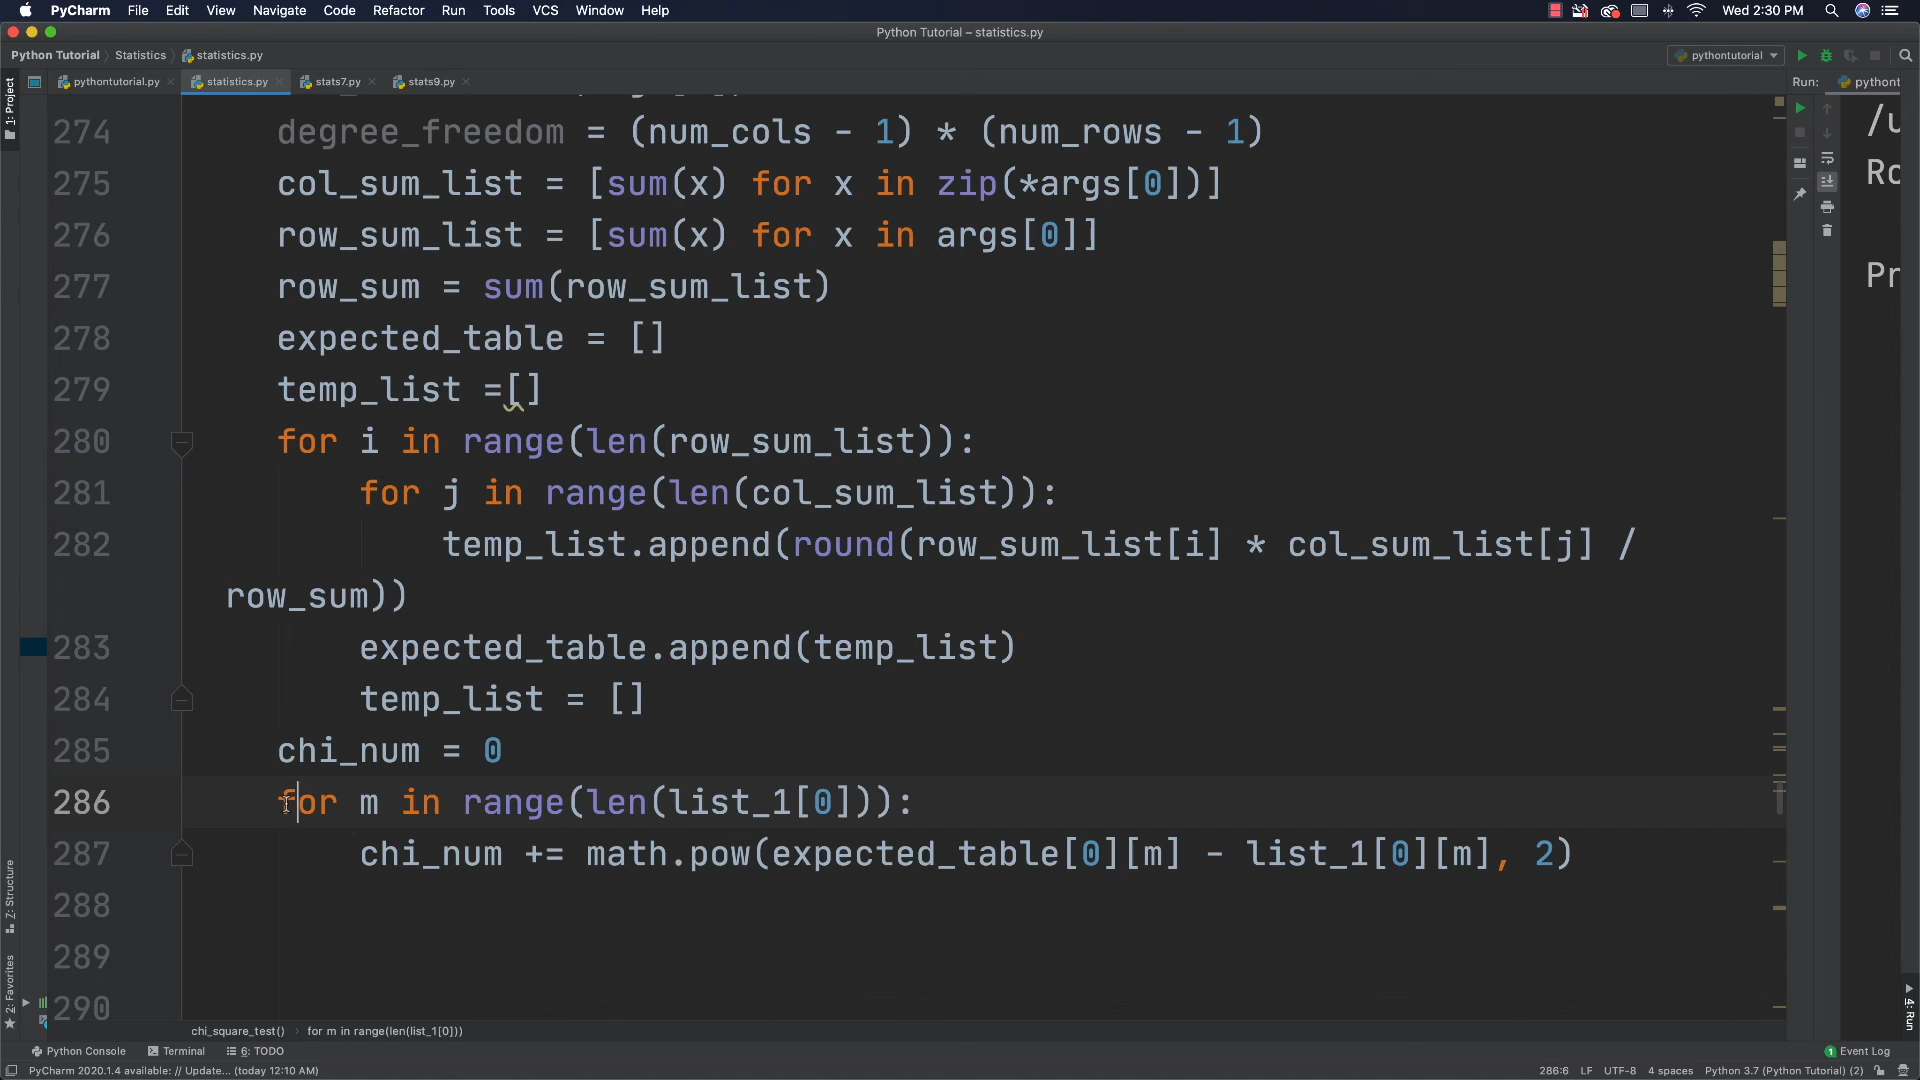 PyCharm File Edit View Navigate Code Refactor Run Tools VCS Window Help Wed 2:30 PM
Python Tutorial – statistics.py
Python Tutorial Statistics statistics.py pythontutorial
1: Project pythontutorial.py statistics.py stats7.py stats9.py Run: pythont
274 degree_freedom = (num_cols - 1) * (num_rows - 1)
275 col_sum_list = [sum(x) for x in zip(*args[0])]
276 row_sum_list = [sum(x) for x in args[0]]
277 row_sum = sum(row_sum_list)
278 expected_table = []
279 temp_list =[]
280 for i in range(len(row_sum_list)):
281 for j in range(len(col_sum_list)):
282 temp_list.append(round(row_sum_list[i] * col_sum_list[j] /
row_sum))
283 expected_table.append(temp_list)
284 temp_list = []
285 chi_num = 0
286 for m in range(len(list_1[0])):
287 chi_num += math.pow(expected_table[0][m] - list_1[0][m], 2)
288
289
290
/u
Ro
Pr
7: Structure
2: Favorites
4: Run
chi_square_test() for m in range(len(list_1[0]))
Python Console Terminal 6: TODO 1 Event Log
PyCharm 2020.1.4 available: // Update... (today 12:10 AM) 286:6 LF UTF-8 4 spaces Python 3.7 (Python Tutorial) (2)